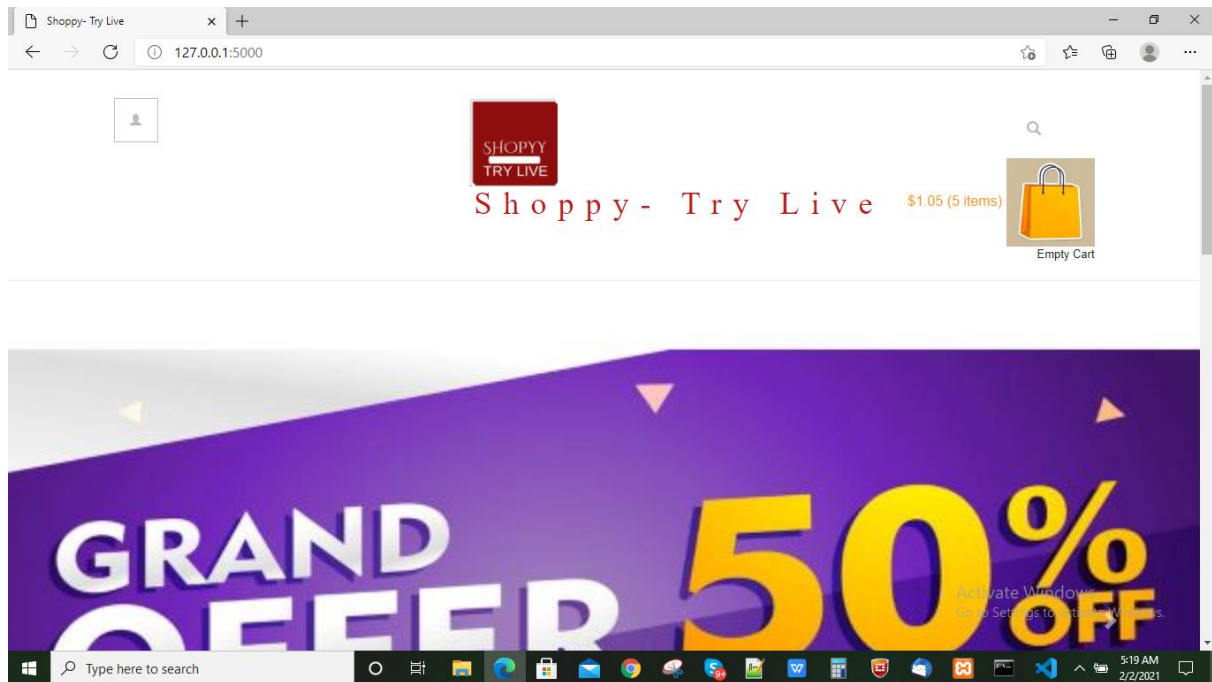 Shoppy- Try Live
127.0.0.1:5000
SHOPYY
TRY LIVE
Shoppy- Try Live
$1.05 (5 items)
Empty Cart
GRAND
OFFER
50%
OFF
Activate Windows
Go to Settings to activate Windows.
Type here to search
5:19 AM
2/2/2021